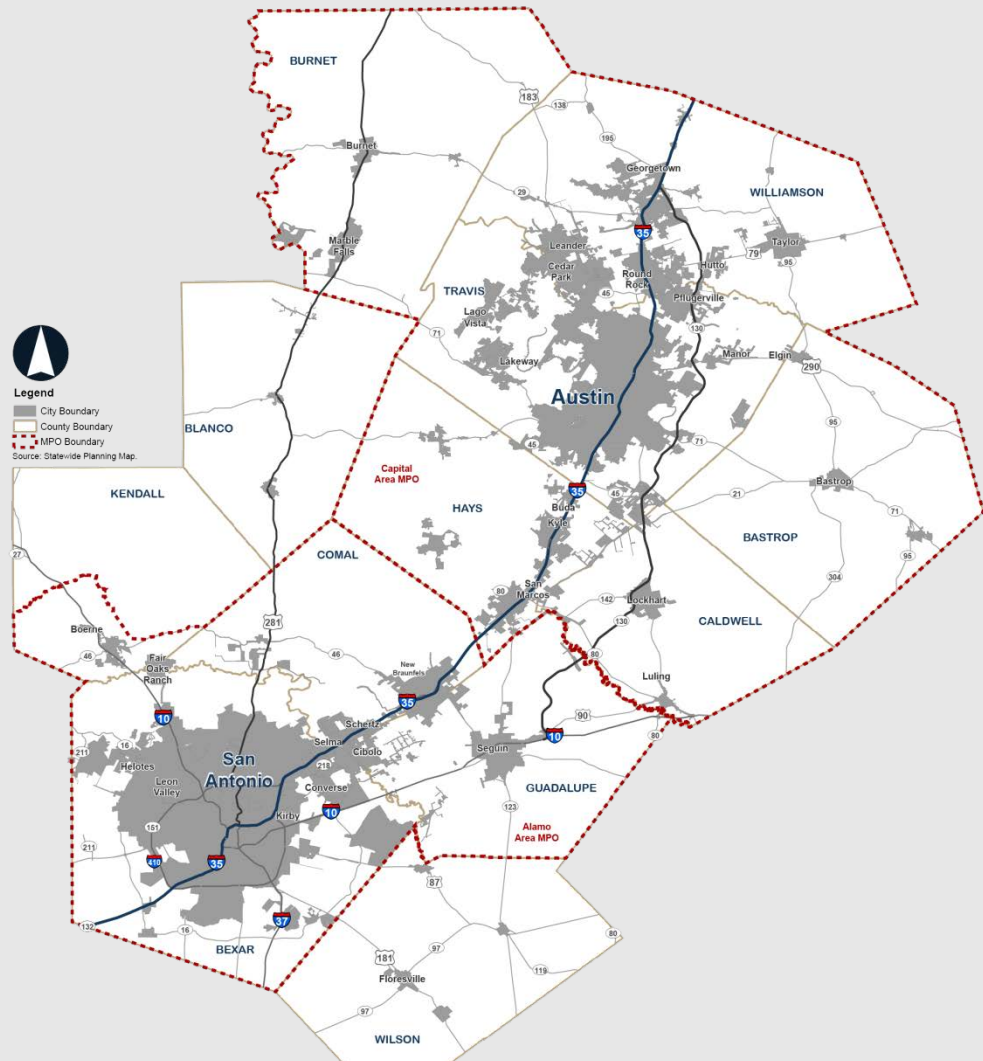 BURNET
183
138
195
Burnet
Georgetown
WILLIAMSON
29
35
Marble
Falls
Leander
Taylor
79
95
Cedar
Park
Round
Rock
Hutto
TRAVIS
45
Pflugerville
Lago
Vista
71
130
Manor
Elgin
290
Lakeway
Legend
City Boundary
County Boundary
MPO Boundary
Source: Statewide Planning Map.
Austin
BLANCO
95
45
71
Capital
Area MPO
Bastrop
KENDALL
35
45
21
HAYS
Buda
Kyle
71
BASTROP
COMAL
95
27
304
San
Marcos
80
142
Lockhart
281
130
CALDWELL
Boerne
46
Fair
Oaks
Ranch
46
80
New
Braunfels
Luling
35
10
90
Schertz
10
80
211
16
Selma
San
Antonio
Seguin
Cibolo
Helotes
218
Leon
Valley
Converse
GUADALUPE
123
Kirby
10
151
Alamo
Area MPO
211
410
35
87
132
16
37
80
BEXAR
97
181
119
Floresville
97
WILSON